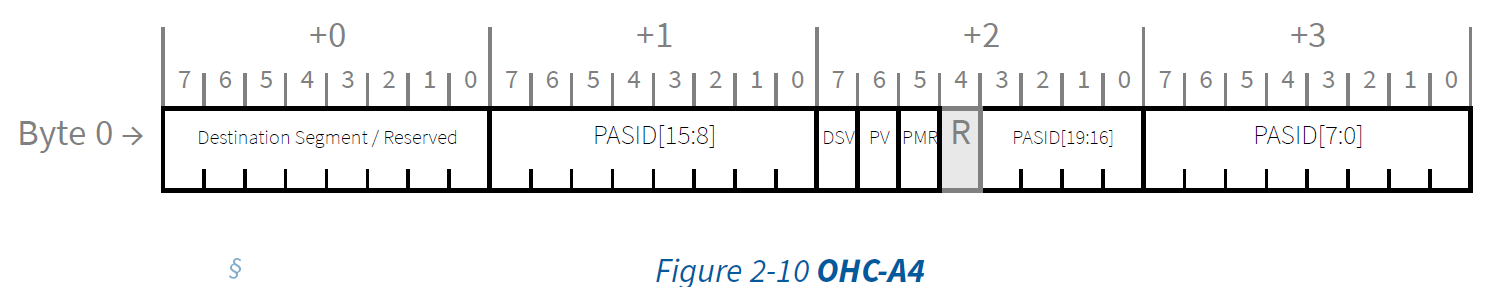 +0 +1 +2 +3
7 6 5 4 3 2 1 0 7 6 5 4 3 2 1 0 7 6 5 4 3 2 1 0 7 6 5 4 3 2 1 0
Byte 0 → Destination Segment / Reserved PASID[15:8] DSV PV PMR R PASID[19:16] PASID[7:0]
§ Figure 2-10 OHC-A4